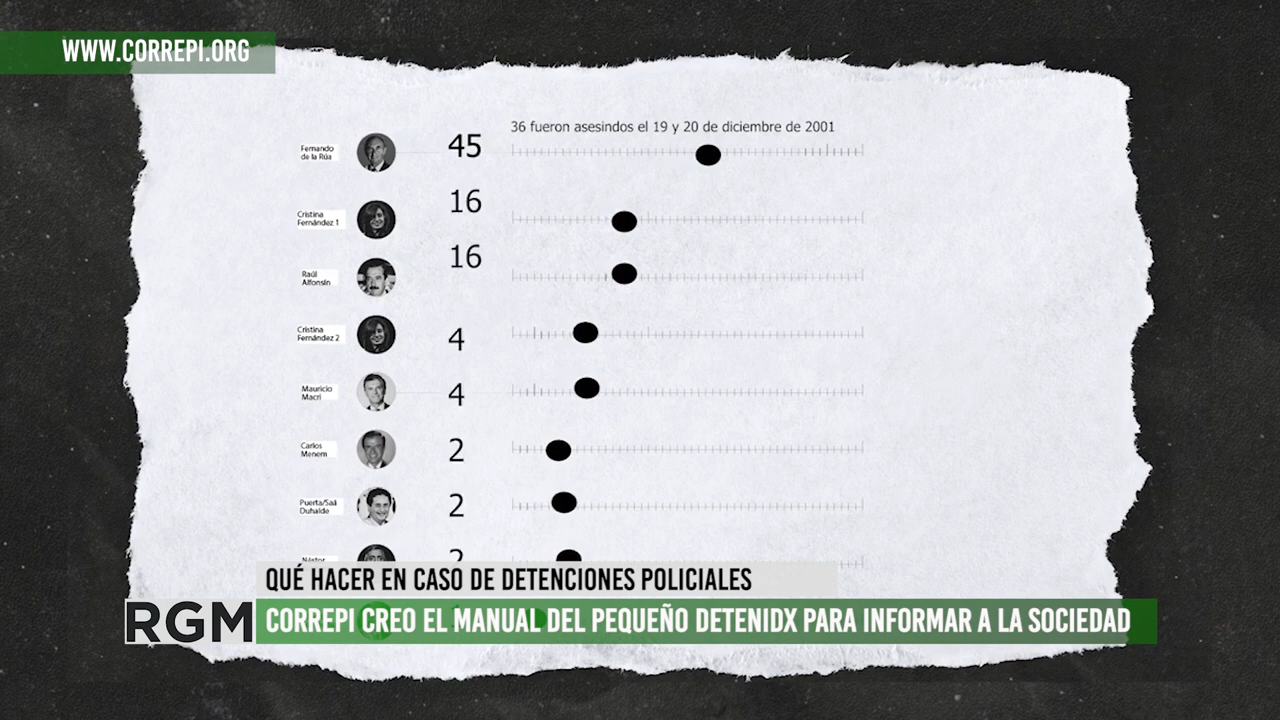 WWW.CORREPI.ORG
36 fueron asesindos el 19 y 20 de diciembre de 2001
Fernando
de la Rúa
45
Cristina
Fernández 1
16
Raúl
Alfonsín
16
Cristina
Fernández 2
4
Mauricio
Macri
4
Carlos
Menem
2
Puerta/Saá
Duhalde
2
Néstor
2
QUÉ HACER EN CASO DE DETENCIONES POLICIALES
RGM
CORREPI CREO EL MANUAL DEL PEQUEÑO DETENIDX PARA INFORMAR A LA SOCIEDAD